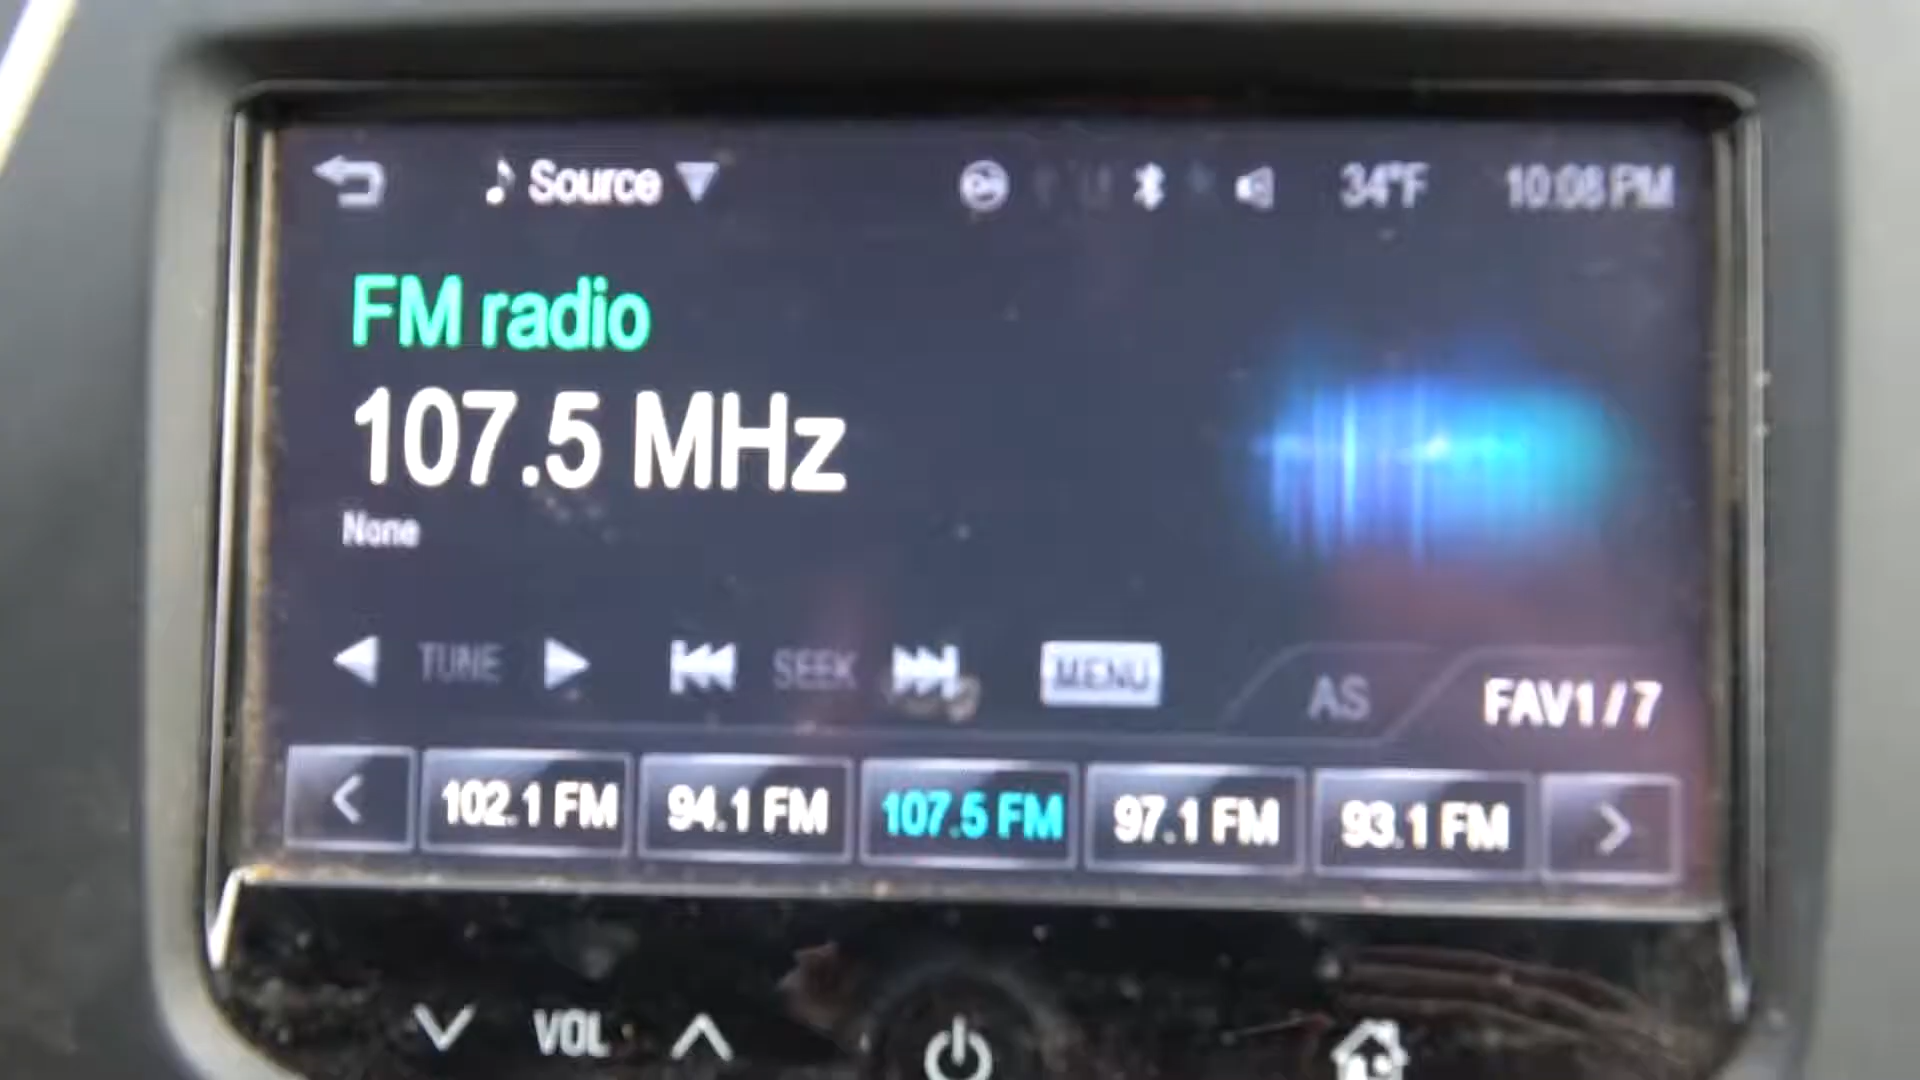 Source 34°F 10:08 PM
FM radio
107.5 MHz
None
TUNE SEEK MENU AS FAV1/7
102.1 FM 94.1 FM 107.5 FM 97.1 FM 93.1 FM
VOL